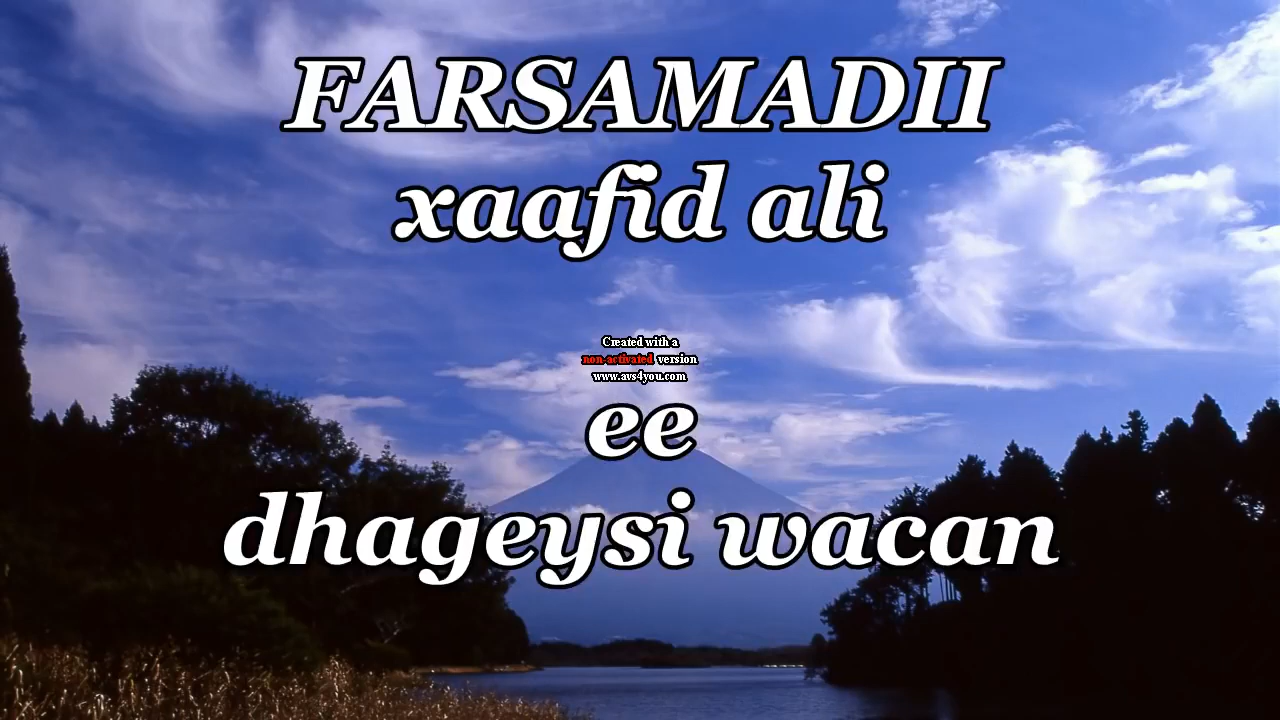 FARSAMADII
xaafid ali
Created with a
non-activated version
www.avs4you.com
ee
dhageysi wacan